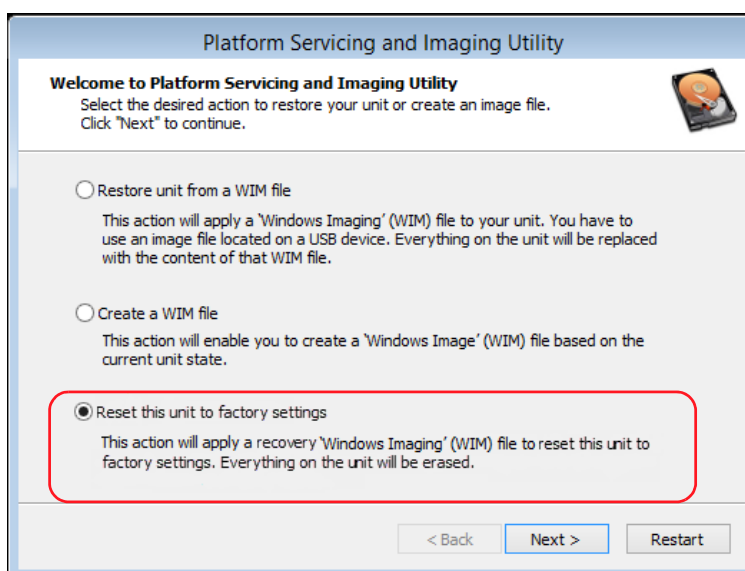 Platform Servicing and Imaging Utility
Welcome to Platform Servicing and Imaging Utility
Select the desired action to restore your unit or create an image file.
Click "Next" to continue.
Restore unit from a WIM file
This action will apply a 'Windows Imaging' (WIM) file to your unit. You have to
use an image file located on a USB device. Everything on the unit will be replaced
with the content of that WIM file.
Create a WIM file
This action will enable you to create a 'Windows Image' (WIM) file based on the
current unit state.
Reset this unit to factory settings
This action will apply a recovery 'Windows Imaging' (WIM) file to reset this unit to
factory settings. Everything on the unit will be erased.
< Back Next > Restart